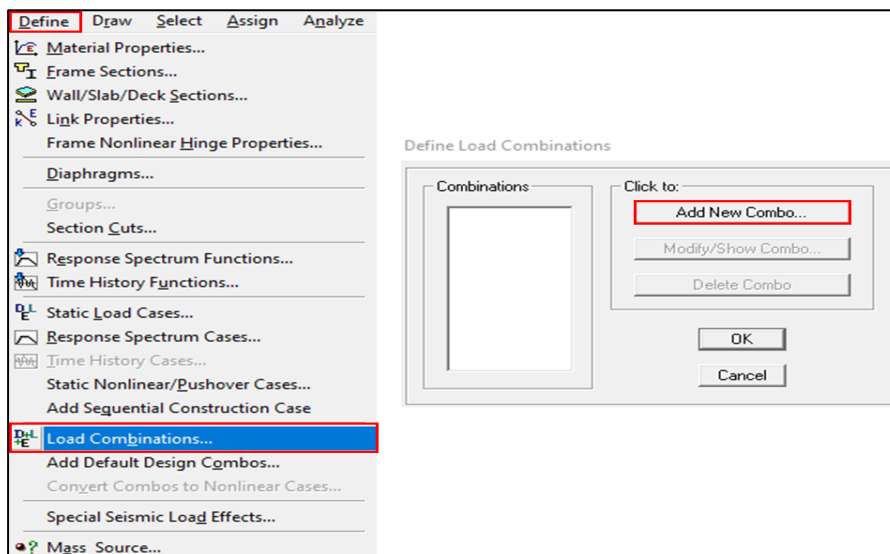 Define Draw Select Assign Analyze
Material Properties...
Frame Sections...
Wall/Slab/Deck Sections...
Link Properties...
Frame Nonlinear Hinge Properties...
Diaphragms...
Groups...
Section Cuts...
Response Spectrum Functions...
Time History Functions...
Static Load Cases...
Response Spectrum Cases...
Time History Cases...
Static Nonlinear/Pushover Cases...
Add Sequential Construction Case
Load Combinations...
Add Default Design Combos...
Convert Combos to Nonlinear Cases...
Special Seismic Load Effects...
Mass Source...
Define Load Combinations
Combinations
Click to:
Add New Combo...
Modify/Show Combo...
Delete Combo
OK
Cancel